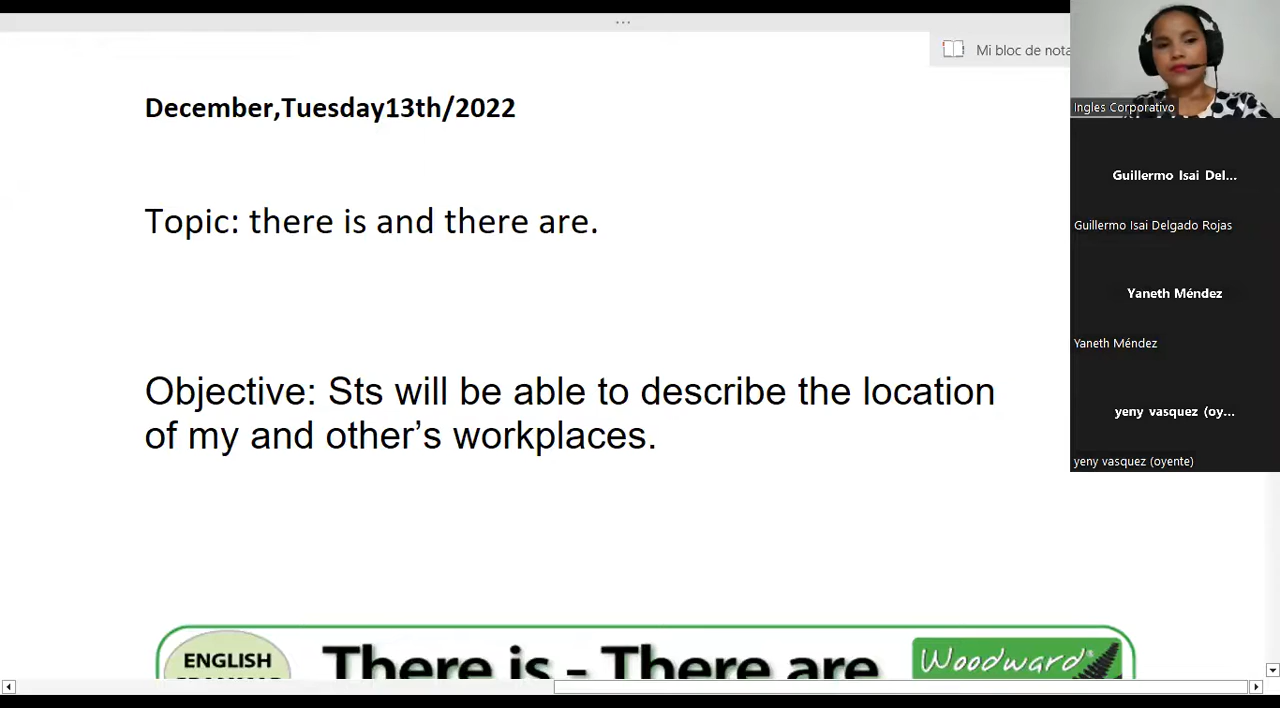 Mi bloc de nota
December,Tuesday13th/2022
Ingles Corporativo
Guillermo Isai Del...
Topic: there is and there are.
Guillermo Isai Delgado Rojas
Yaneth Méndez
Yaneth Méndez
Objective: Sts will be able to describe the location
of my and other’s workplaces.
yeny vasquez (oy...
yeny vasquez (oyente)
ENGLISH
There is - There are
Woodward®